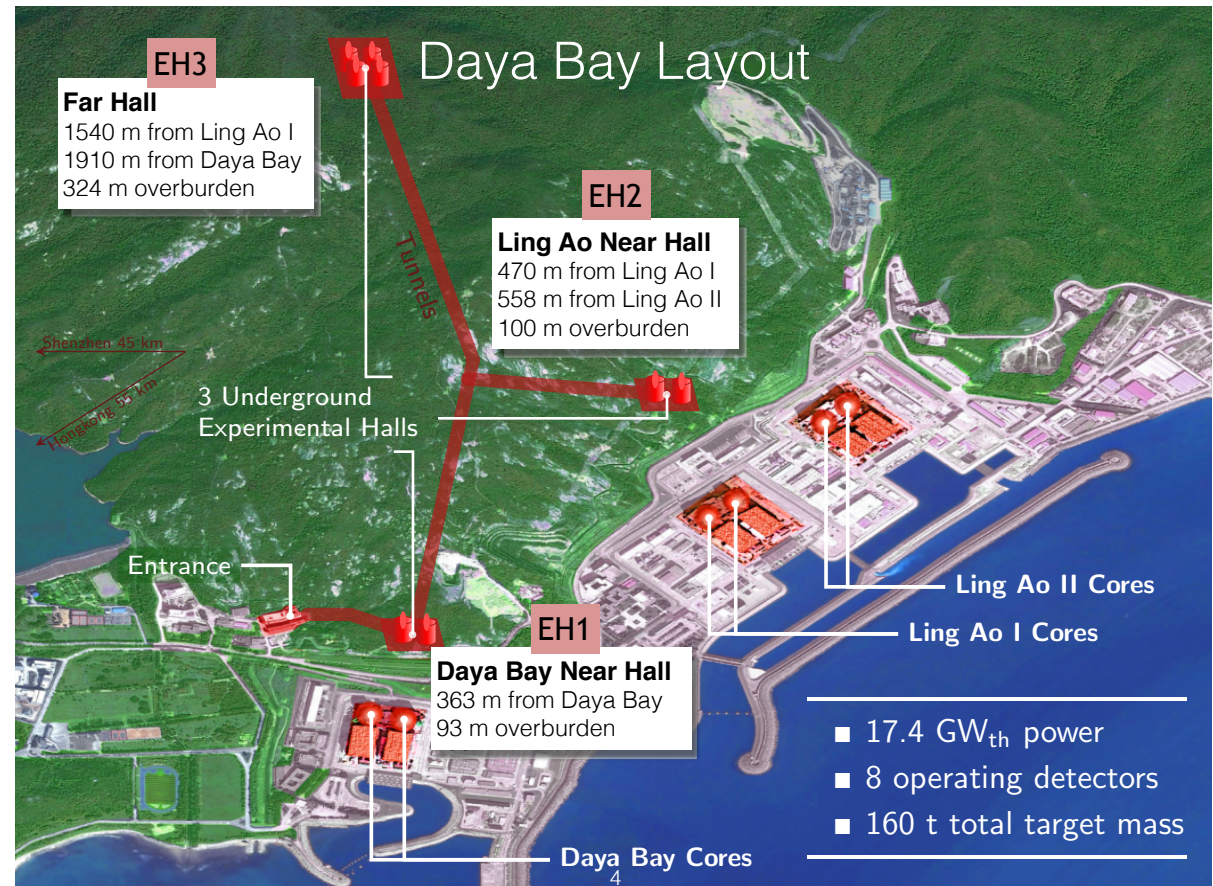 Daya Bay Layout
EH3
Far Hall
1540 m from Ling Ao I
1910 m from Daya Bay
324 m overburden
EH2
Ling Ao Near Hall
470 m from Ling Ao I
558 m from Ling Ao II
100 m overburden
Tunnels
Shenzhen 45 km
Hongkong 55 km
3 Underground
Experimental Halls
Entrance
Ling Ao II Cores
Ling Ao I Cores
EH1
Daya Bay Near Hall
363 m from Daya Bay
93 m overburden
■ 17.4 GWth power
■ 8 operating detectors
■ 160 t total target mass
Daya Bay Cores
4